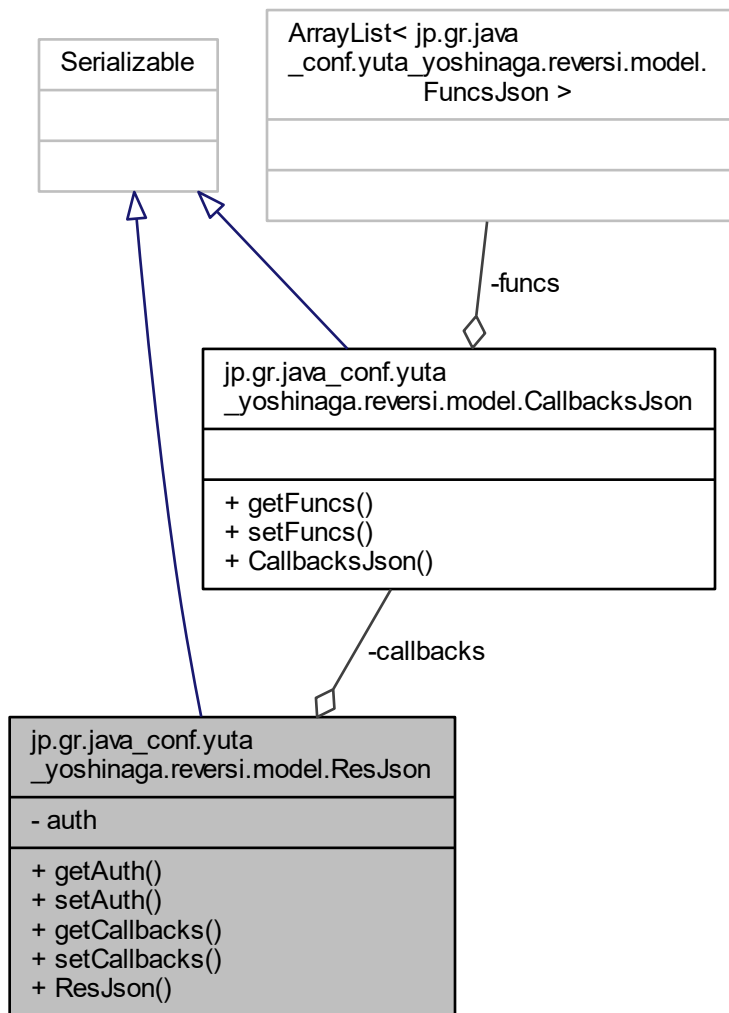 Serializable
ArrayList< jp.gr.java
_conf.yuta_yoshinaga.reversi.model.
FuncsJson >
-funcs
jp.gr.java_conf.yuta
_yoshinaga.reversi.model.CallbacksJson
+ getFuncs()
+ setFuncs()
+ CallbacksJson()
-callbacks
jp.gr.java_conf.yuta
_yoshinaga.reversi.model.ResJson
- auth
+ getAuth()
+ setAuth()
+ getCallbacks()
+ setCallbacks()
+ ResJson()